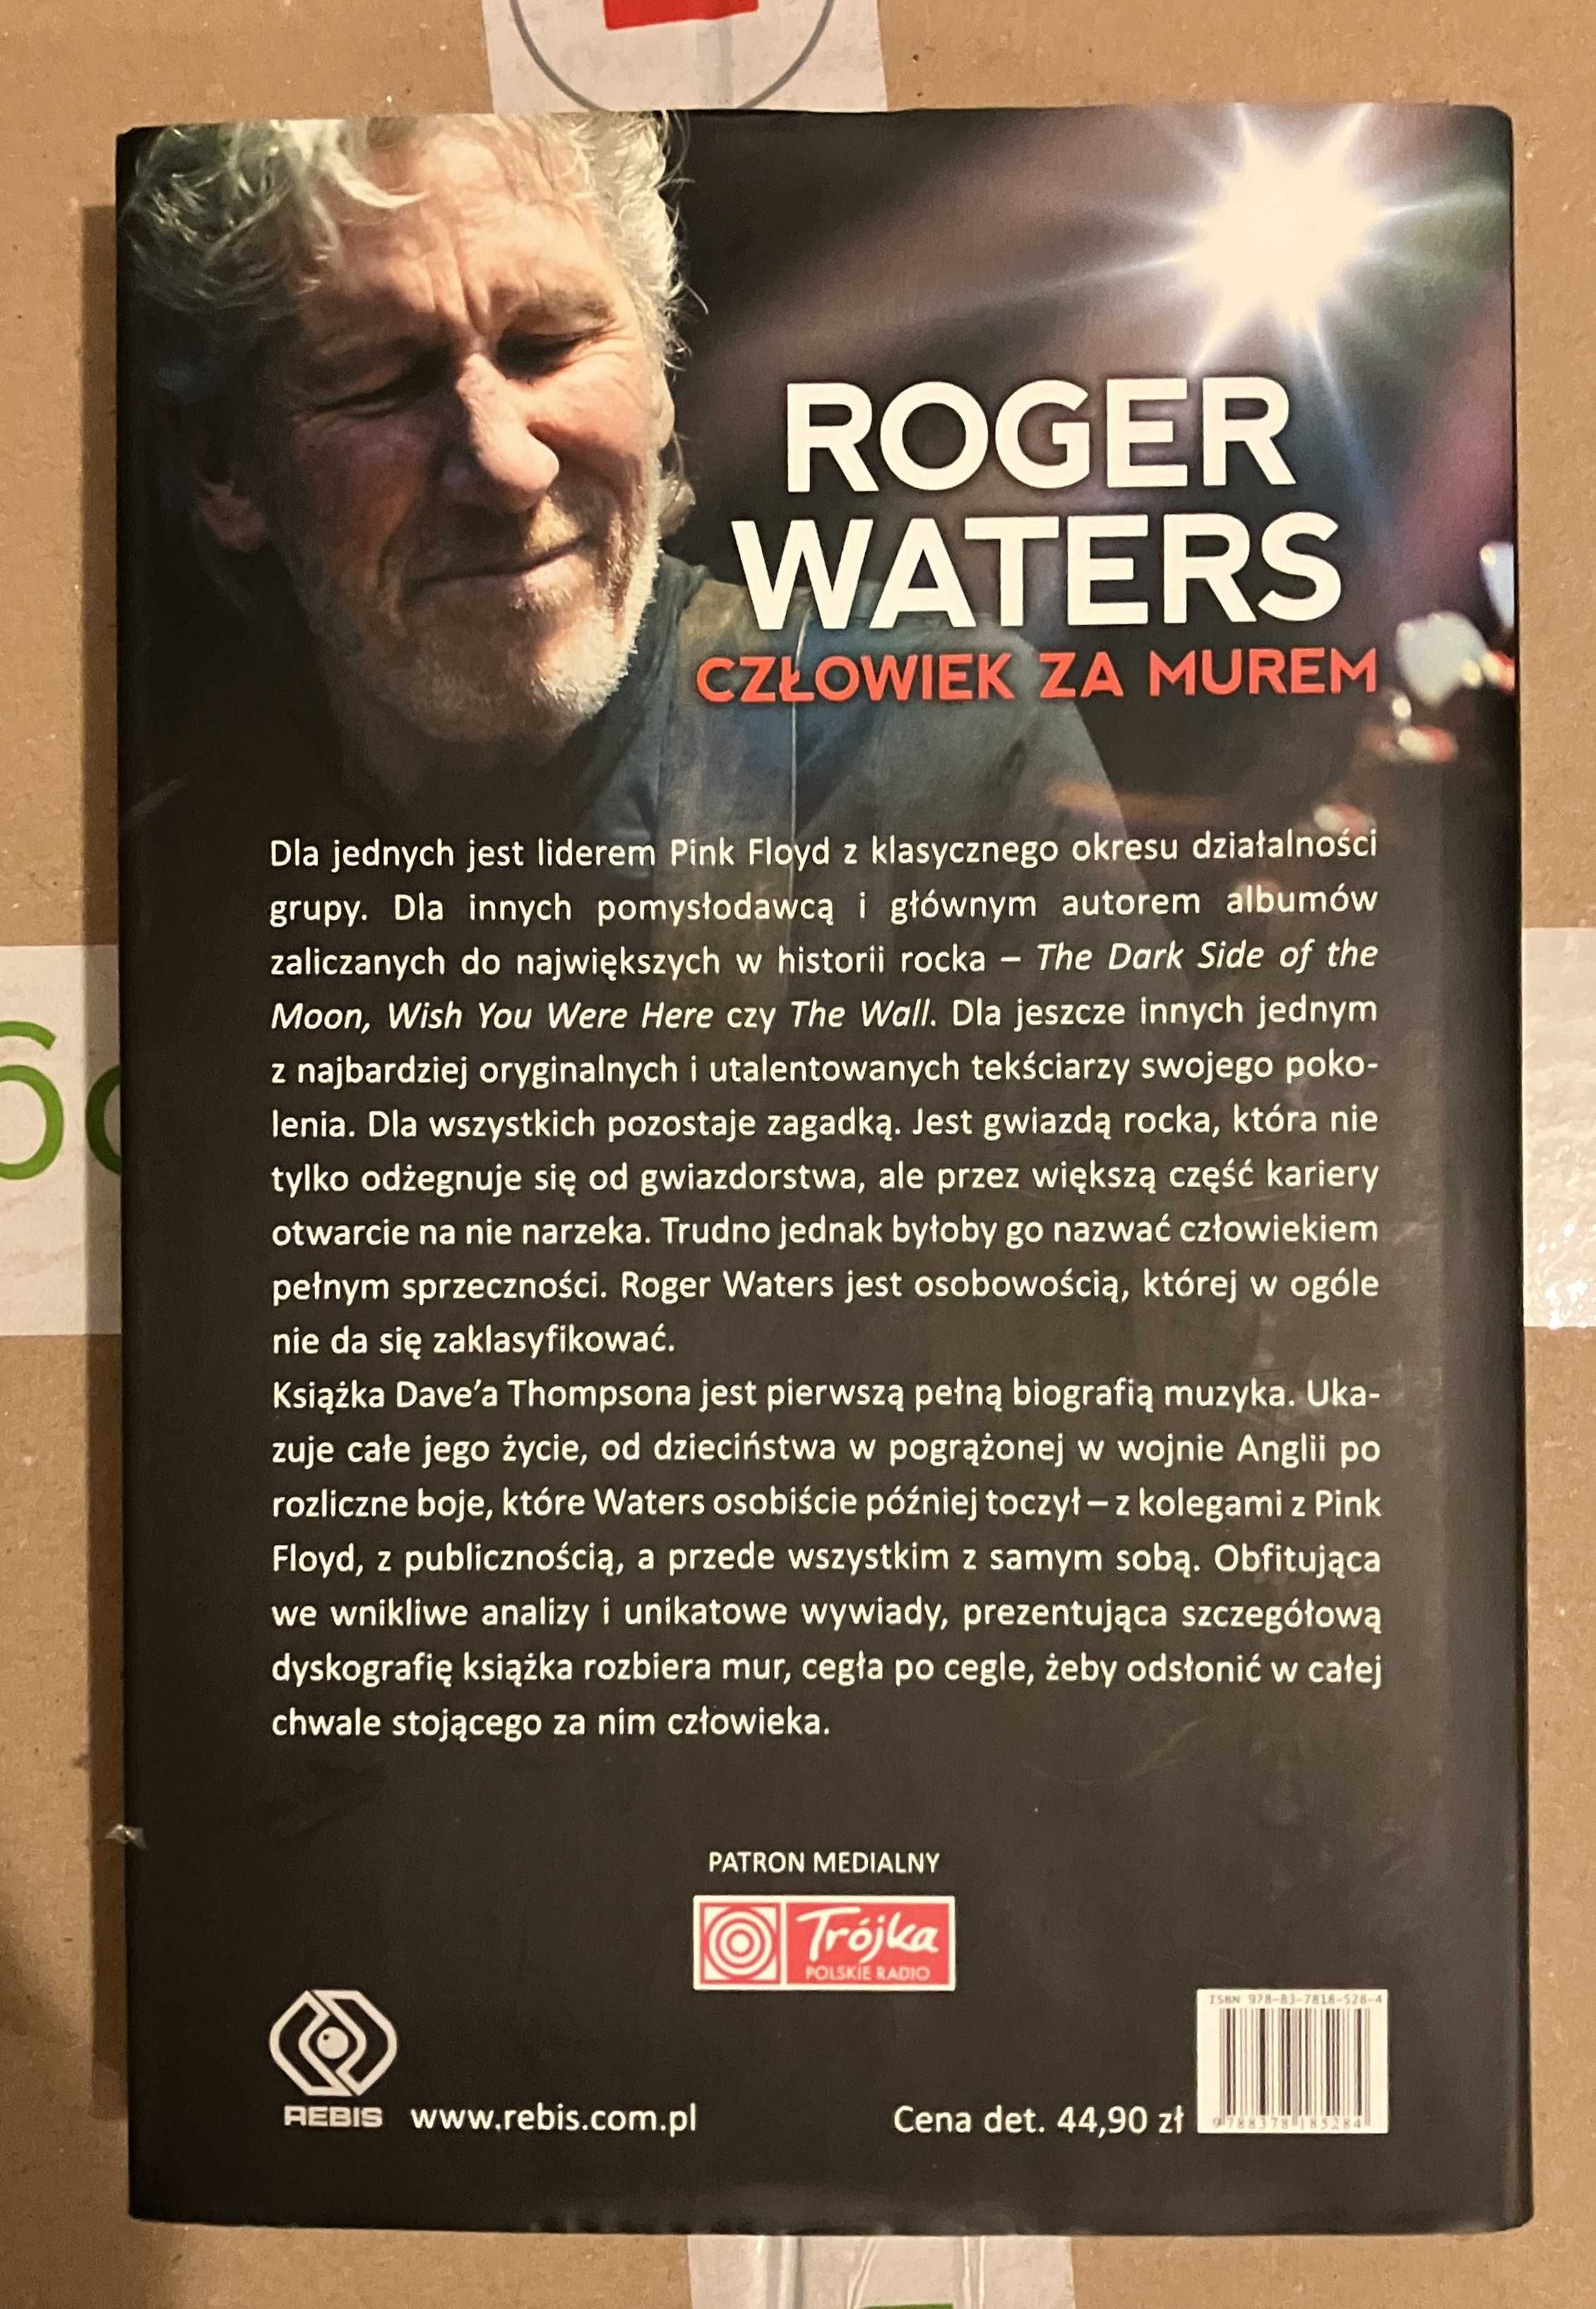 ROGER
WATERS
CZŁOWIEK ZA MUREM
Dla jednych jest liderem Pink Floyd z klasycznego okresu działalności
grupy. Dla innych pomysłodawcą i głównym autorem albumów
zaliczanych do największych w historii rocka – The Dark Side of the
Moon, Wish You Were Here czy The Wall. Dla jeszcze innych jednym
z najbardziej oryginalnych i utalentowanych tekściarzy swojego poko-
lenia. Dla wszystkich pozostaje zagadką. Jest gwiazdą rocka, która nie
tylko odżegnuje się od gwiazdorstwa, ale przez większą część kariery
otwarcie na nie narzeka. Trudno jednak byłoby go nazwać człowiekiem
pełnym sprzeczności. Roger Waters jest osobowością, której w ogóle
nie da się zaklasyfikować.
Książka Dave’a Thompsona jest pierwszą pełną biografią muzyka. Uka-
zuje całe jego życie, od dzieciństwa w pogrążonej w wojnie Anglii po
rozliczne boje, które Waters osobiście później toczył – z kolegami z Pink
Floyd, z publicznością, a przede wszystkim z samym sobą. Obfitująca
we wnikliwe analizy i unikatowe wywiady, prezentująca szczegółową
dyskografię książka rozbiera mur, cegła po cegle, żeby odsłonić w całej
chwale stojącego za nim człowieka.
PATRON MEDIALNY
Trójka
POLSKIE RADIO
ISBN 978-83-7818-528-4
REBIS
www.rebis.com.pl
Cena det. 44,90 zł
9 788378 185284